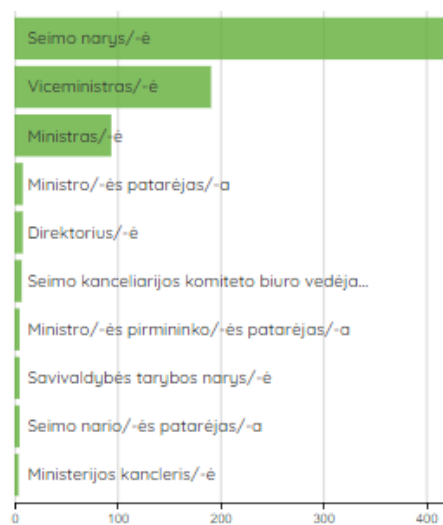 Seimo narys/-ė
Viceministras/-ė
Ministras/-ė
Ministro/-ės patarėjas/-a
Direktorius/-ė
Seimo kanceliarijos komiteto biuro vedėja...
Ministro/-ės pirmininko/-ės patarėjas/-a
Savivaldybės tarybos narys/-ė
Seimo nario/-ės patarėjas/-a
Ministerijos kancleris/-ė
0 100 200 300 400